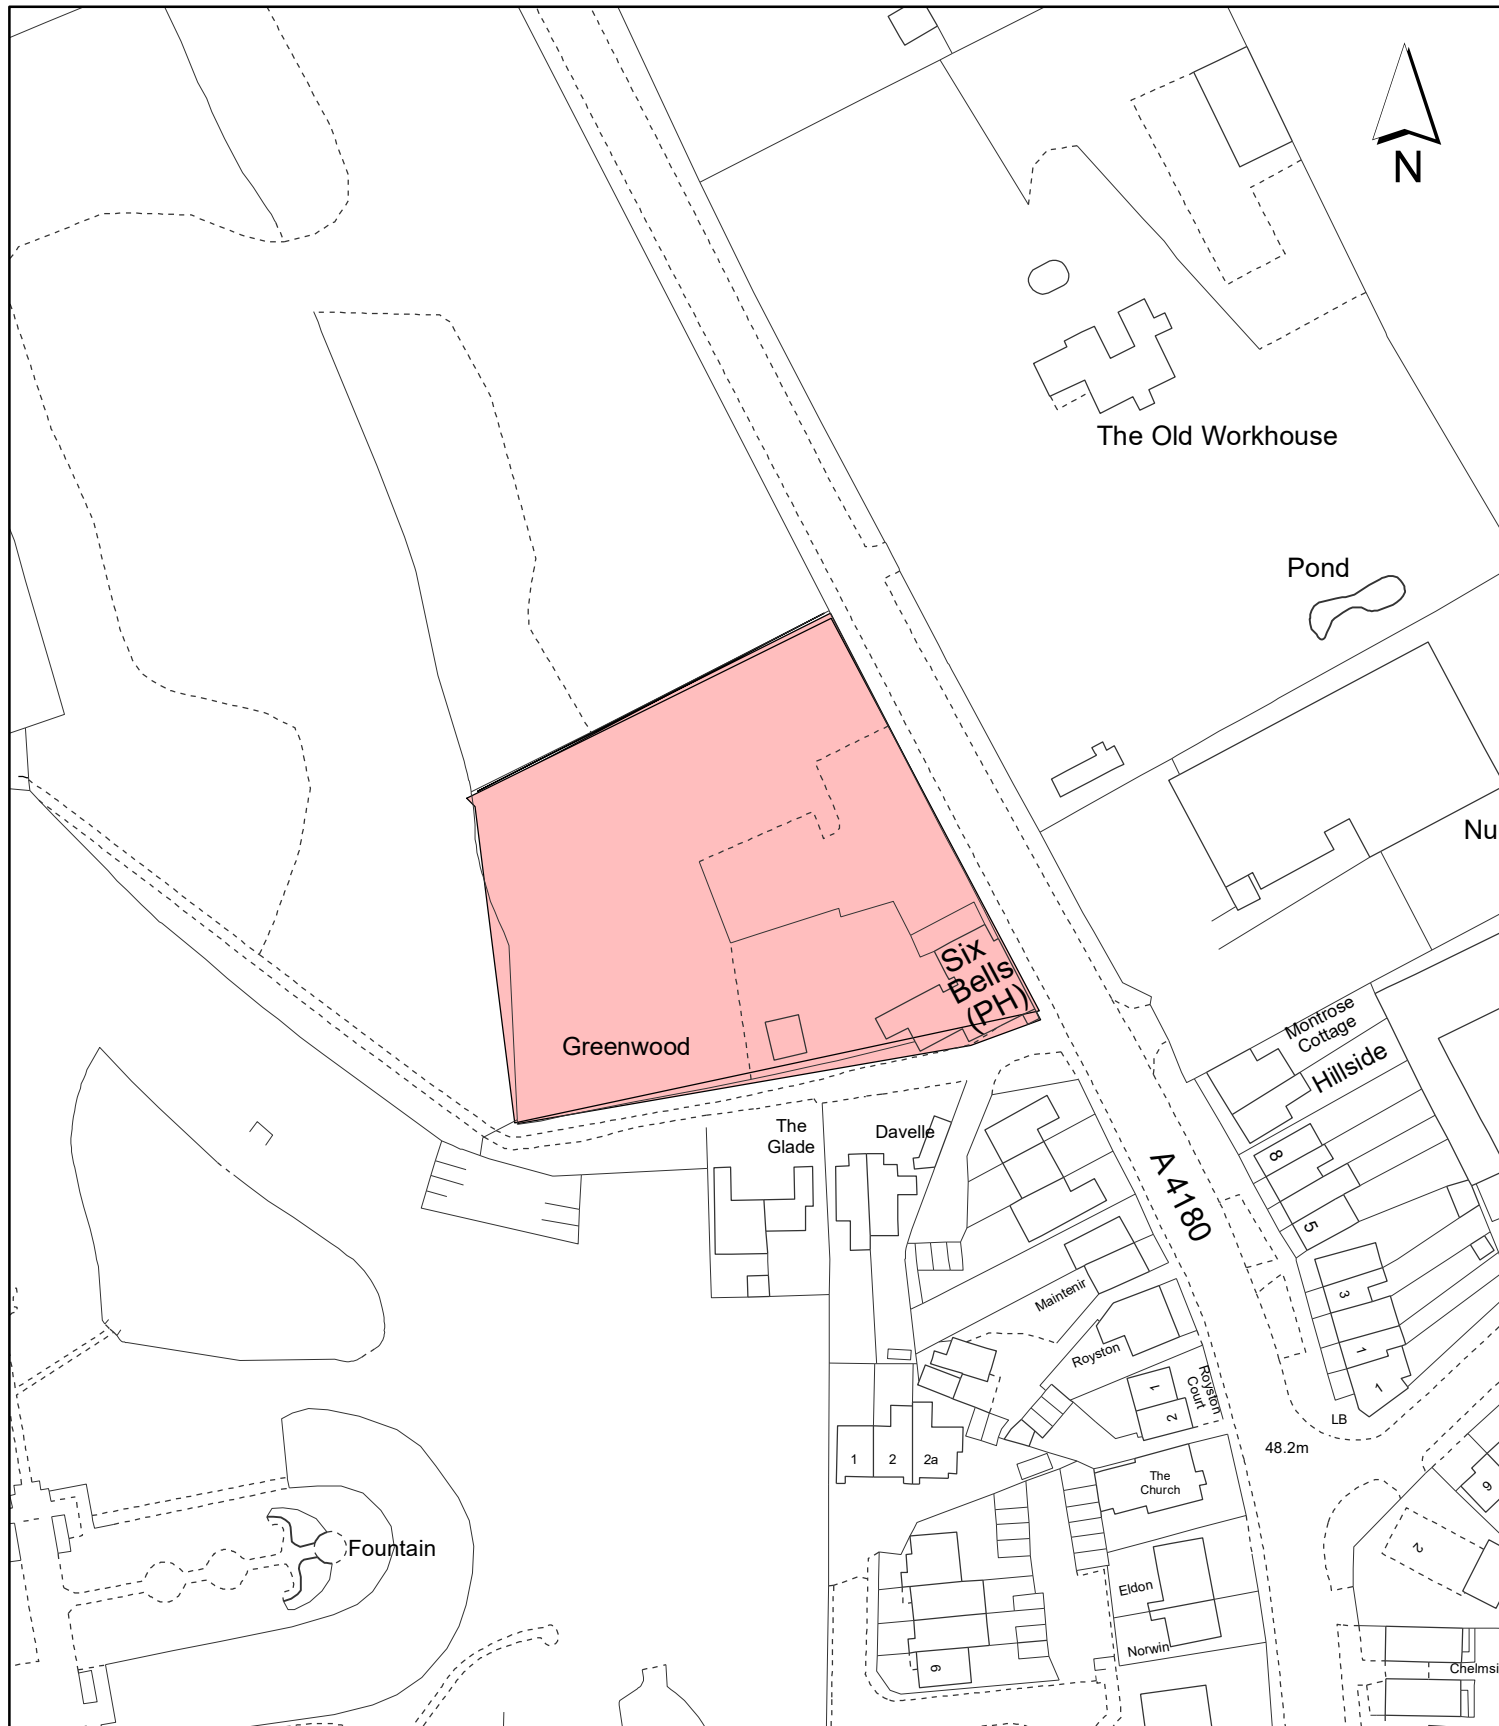 N
The Old Workhouse
Pond
Nu
Six
Bells
(PH)
Greenwood
Montrose
Cottage
Hillside
The
Glade
Davelle
A 4180
8
5
3
1
1
Maintenir
Royston
Royston
Court
1
2
LB
48.2m
1
2
2a
The
Church
6
2
Fountain
Eldon
Norwin
6
Chelmsi